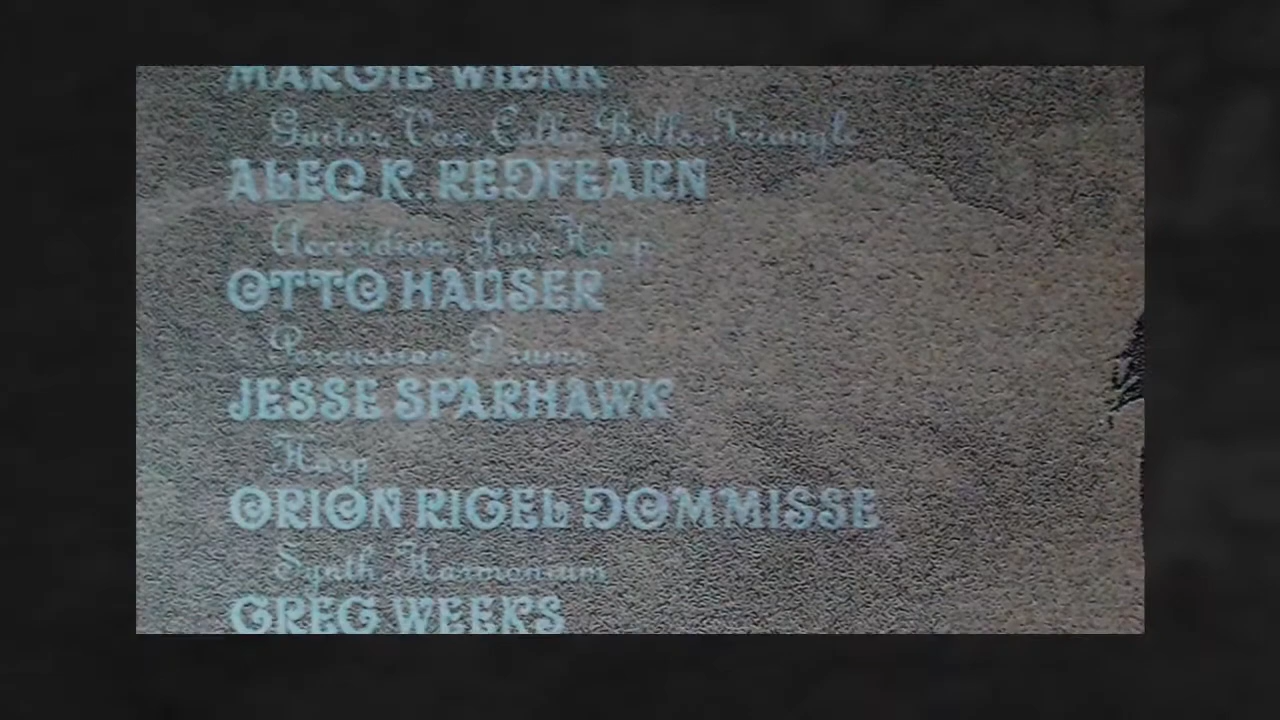 MARGIE WIENK
Guitar, Vox, Cello, Bells, Triangle
ALEC K. REDFEARN
Accordion, Jaw Harp
OTTO HAUSER
Percussion, Drums
JESSE SPARHAWK
Harp
ORION RIGEL DOMMISSE
Synth, Harmonium
GREG WEEKS